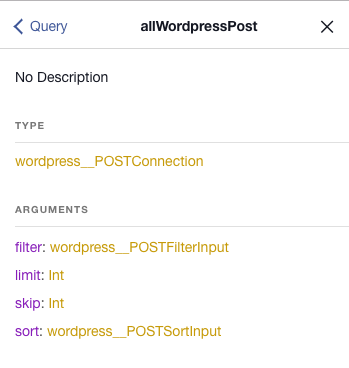 Query
allWordpressPost
No Description
TYPE
wordpress__POSTConnection
ARGUMENTS
filter: wordpress__POSTFilterInput
limit: Int
skip: Int
sort: wordpress__POSTSortInput